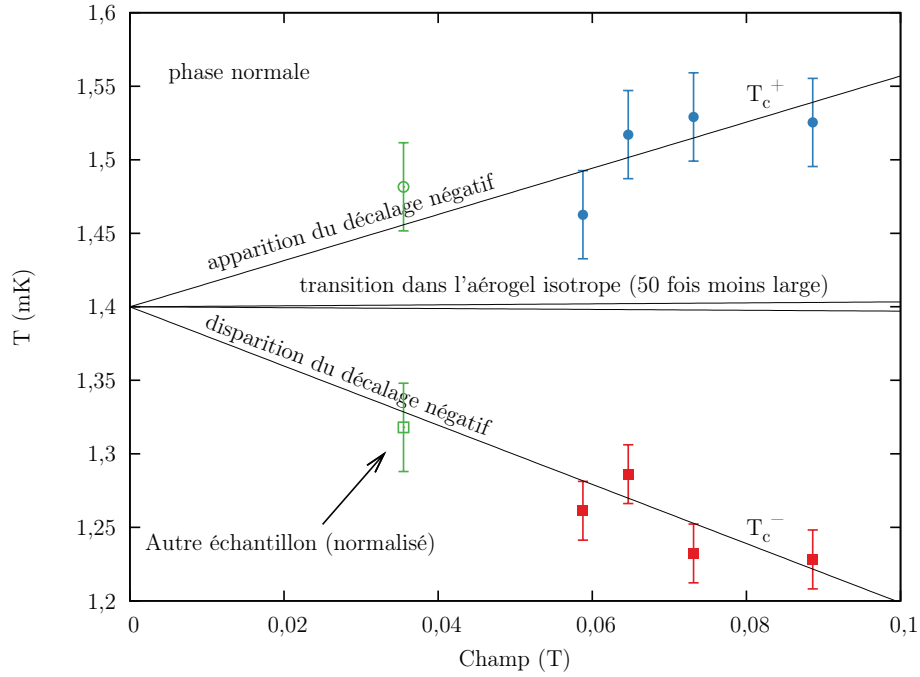 1,6
1,55
1,5
1,45
1,4
1,35
1,3
1,25
1,2
0
0,02
0,04
0,06
0,08
0,1
T (mK)
Champ (T)
phase normale
T_c^+
apparition du décalage négatif
transition dans l'aérogel isotrope (50 fois moins large)
disparition du décalage négatif
T_c^−
Autre échantillon (normalisé)